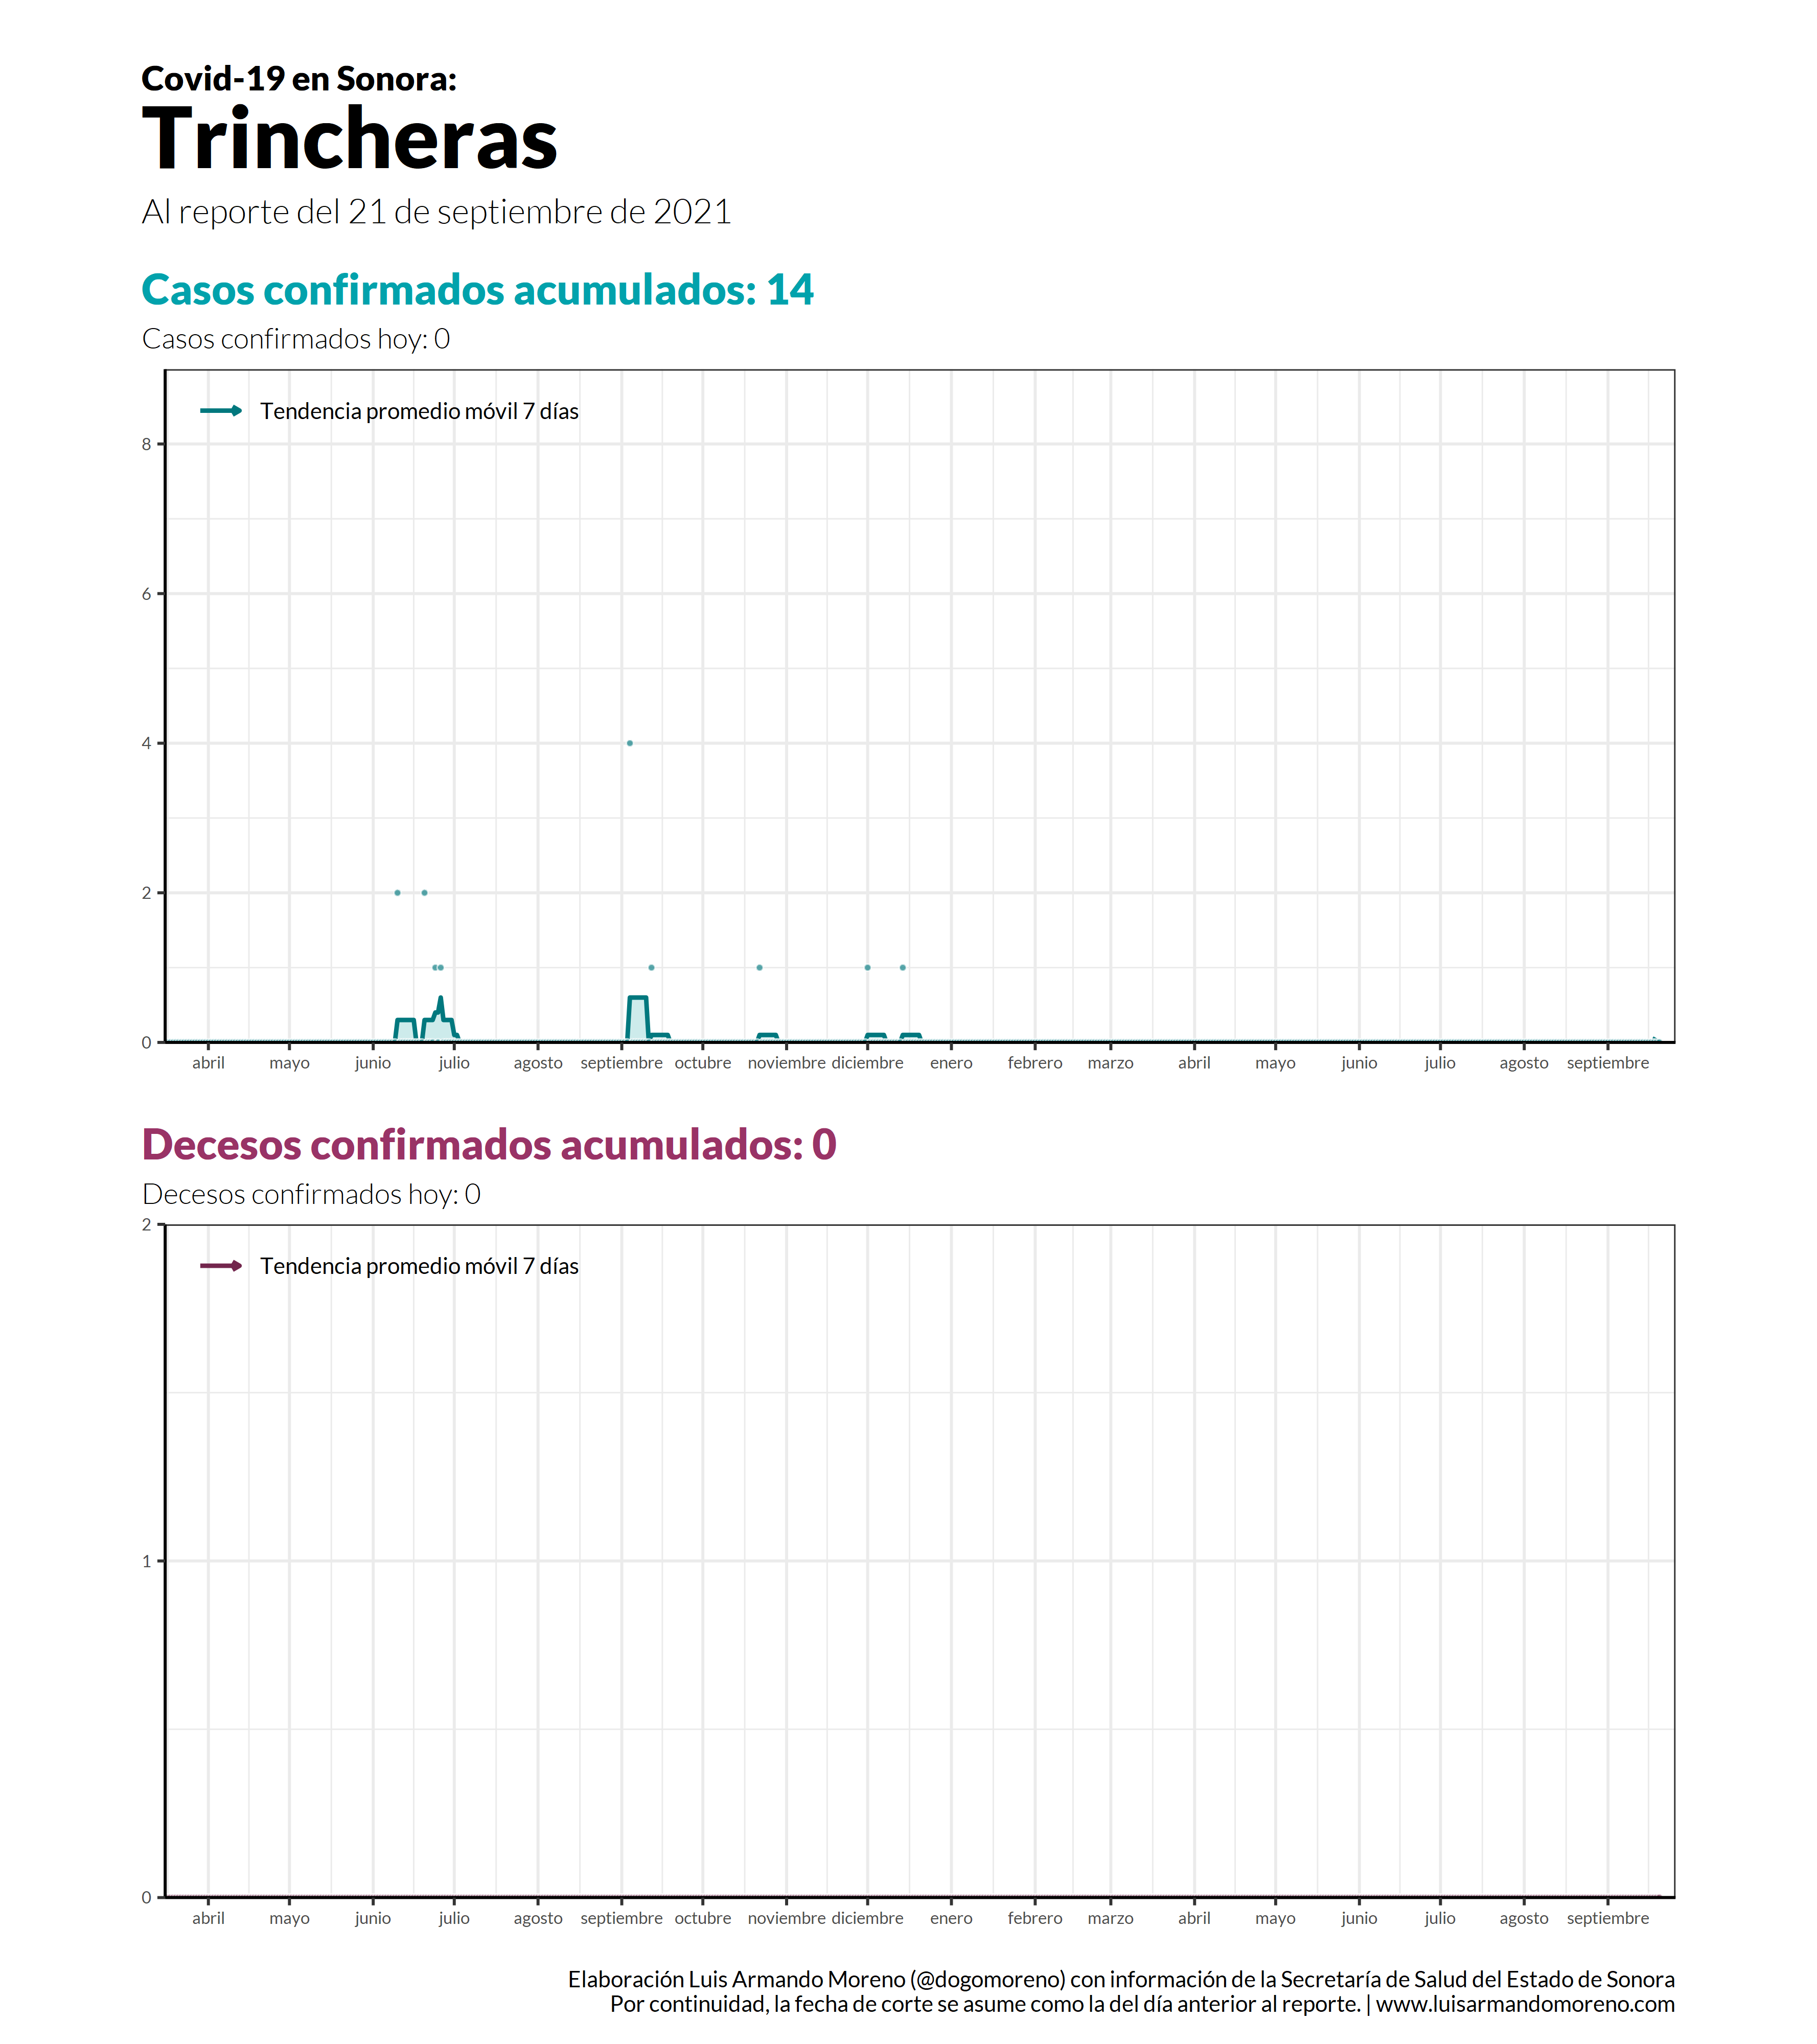 Covid-19 en Sonora:
Trincheras
Al reporte del 21 de septiembre de 2021
Casos confirmados acumulados: 14
Casos confirmados hoy: 0
Tendencia promedio móvil 7 días
8
6
4
2
0
abril mayo junio julio agosto septiembre octubre noviembre diciembre enero febrero marzo abril mayo junio julio agosto septiembre
Decesos confirmados acumulados: 0
Decesos confirmados hoy: 0
2
Tendencia promedio móvil 7 días
1
0
abril mayo junio julio agosto septiembre octubre noviembre diciembre enero febrero marzo abril mayo junio julio agosto septiembre
Elaboración Luis Armando Moreno (@dogomoreno) con información de la Secretaría de Salud del Estado de Sonora
Por continuidad, la fecha de corte se asume como la del día anterior al reporte. | www.luisarmandomoreno.com